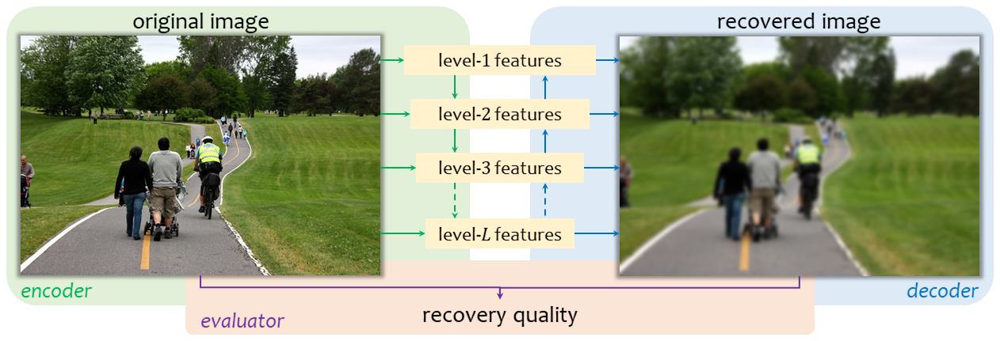 original image
recovered image
level-1 features
level-2 features
level-3 features
level-L features
encoder
decoder
evaluator
recovery quality